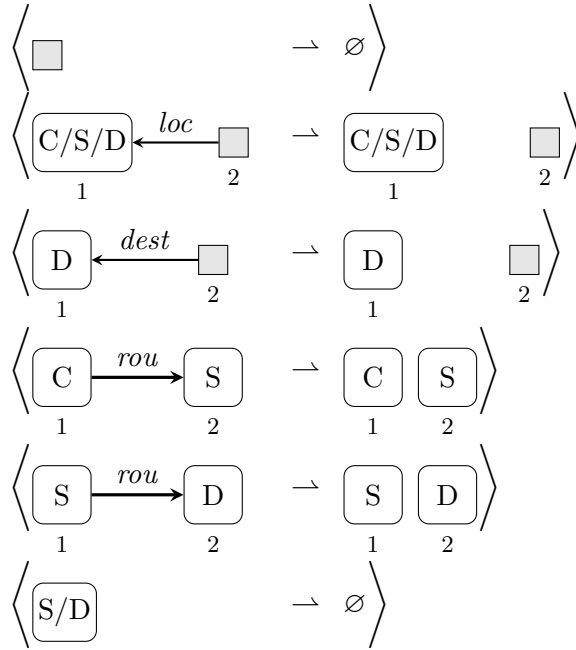 ⟨ ⇀ ∅ ⟩
⟨ C/S/D loc ⇀ C/S/D ⟩
1 2 1 2
⟨ D dest ⇀ D ⟩
1 2 1 2
⟨ C rou S ⇀ C S ⟩
1 2 1 2
⟨ S rou D ⇀ S D ⟩
1 2 1 2
⟨ S/D ⇀ ∅ ⟩